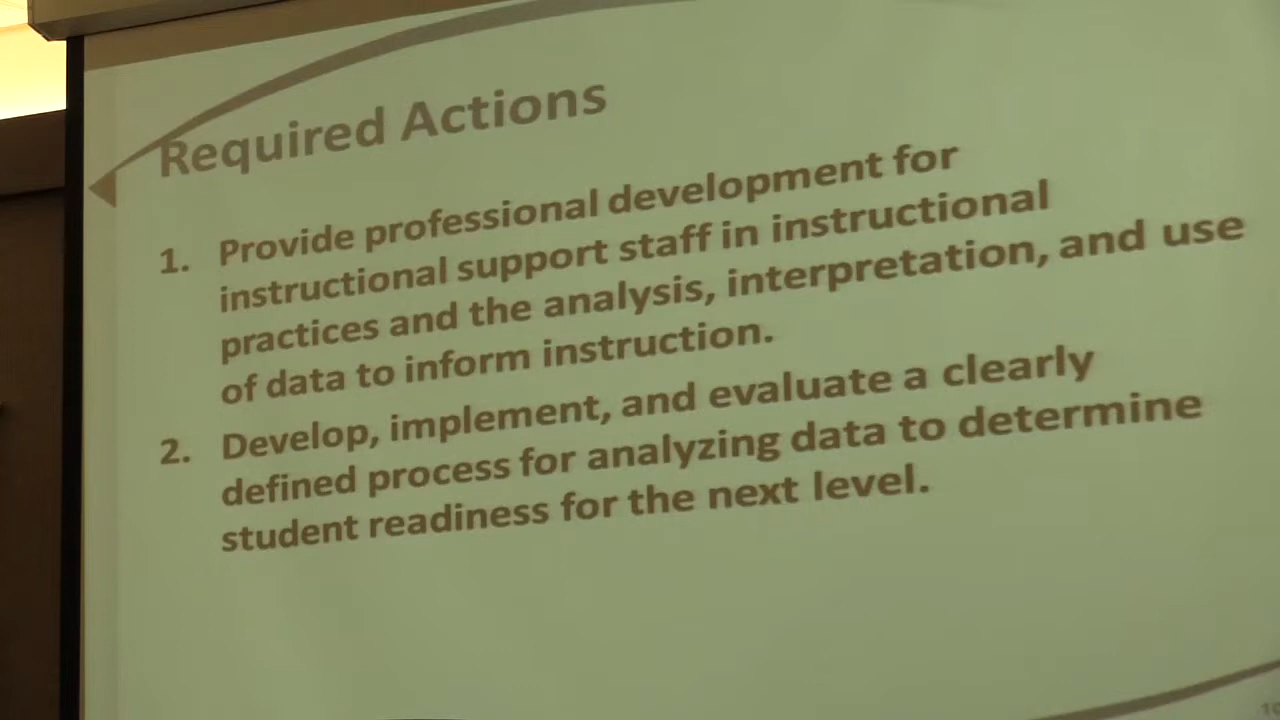 Required Actions
1. Provide professional development for
instructional support staff in instructional
practices and the analysis, interpretation, and use
of data to inform instruction.
2. Develop, implement, and evaluate a clearly
defined process for analyzing data to determine
student readiness for the next level.